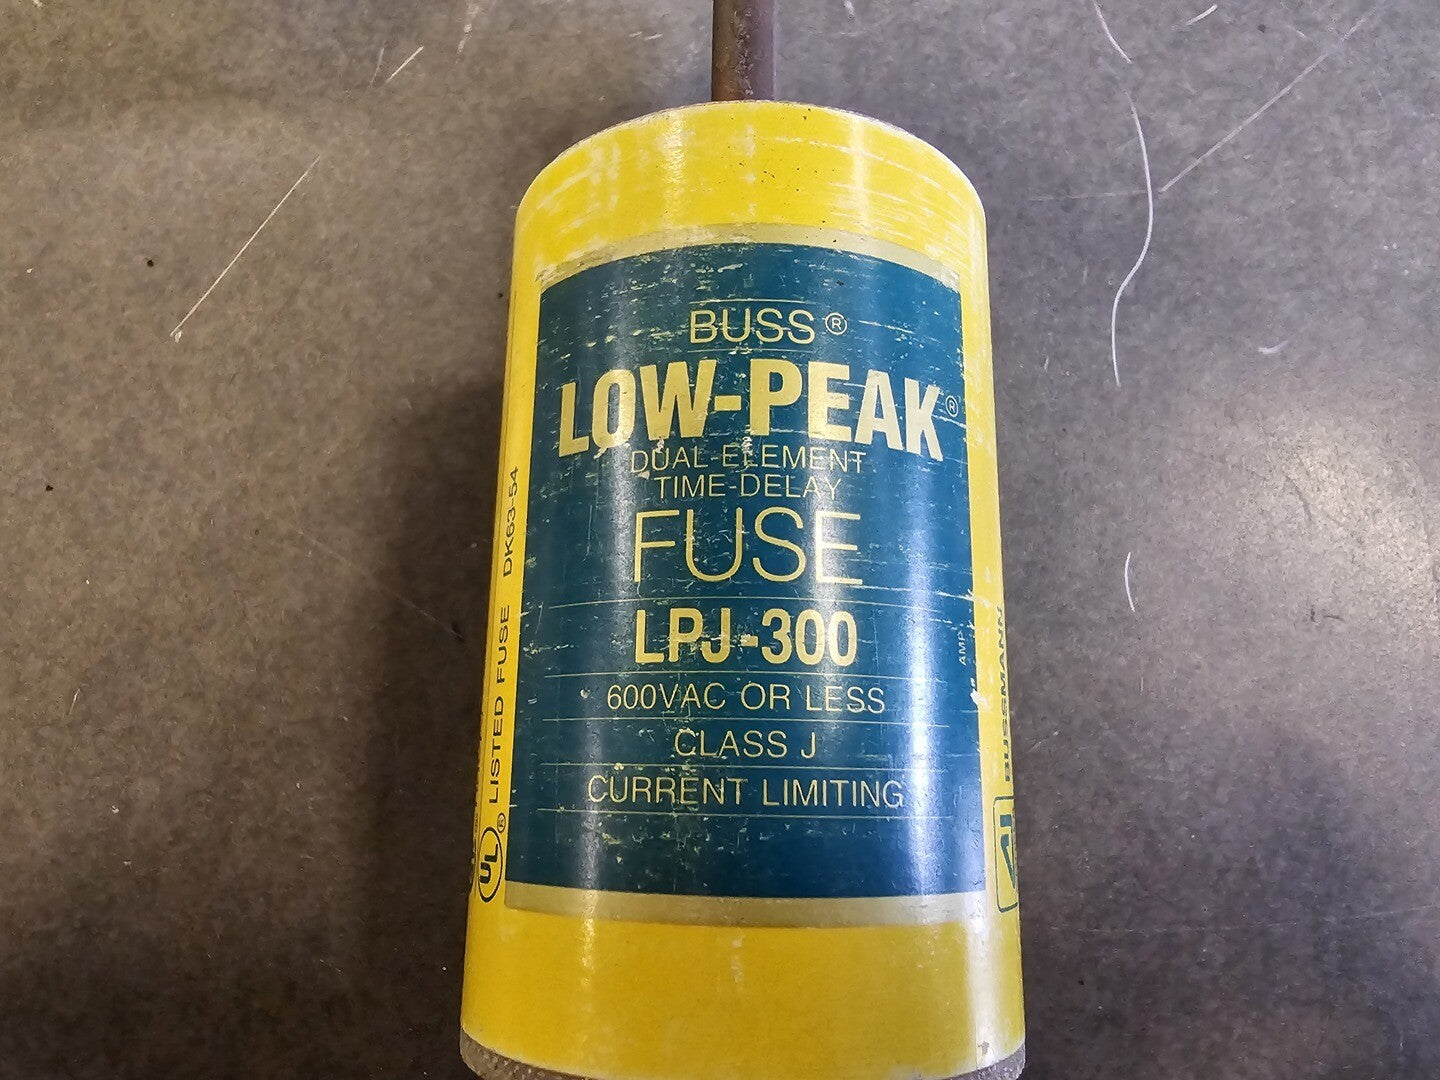 BUSS®
LOW-PEAK®
DUAL-ELEMENT
TIME-DELAY
FUSE
LPJ-300
AMP
600VAC OR LESS
CLASS J
CURRENT LIMITING
UL® LISTED FUSE DK63-54
BUSSMANN